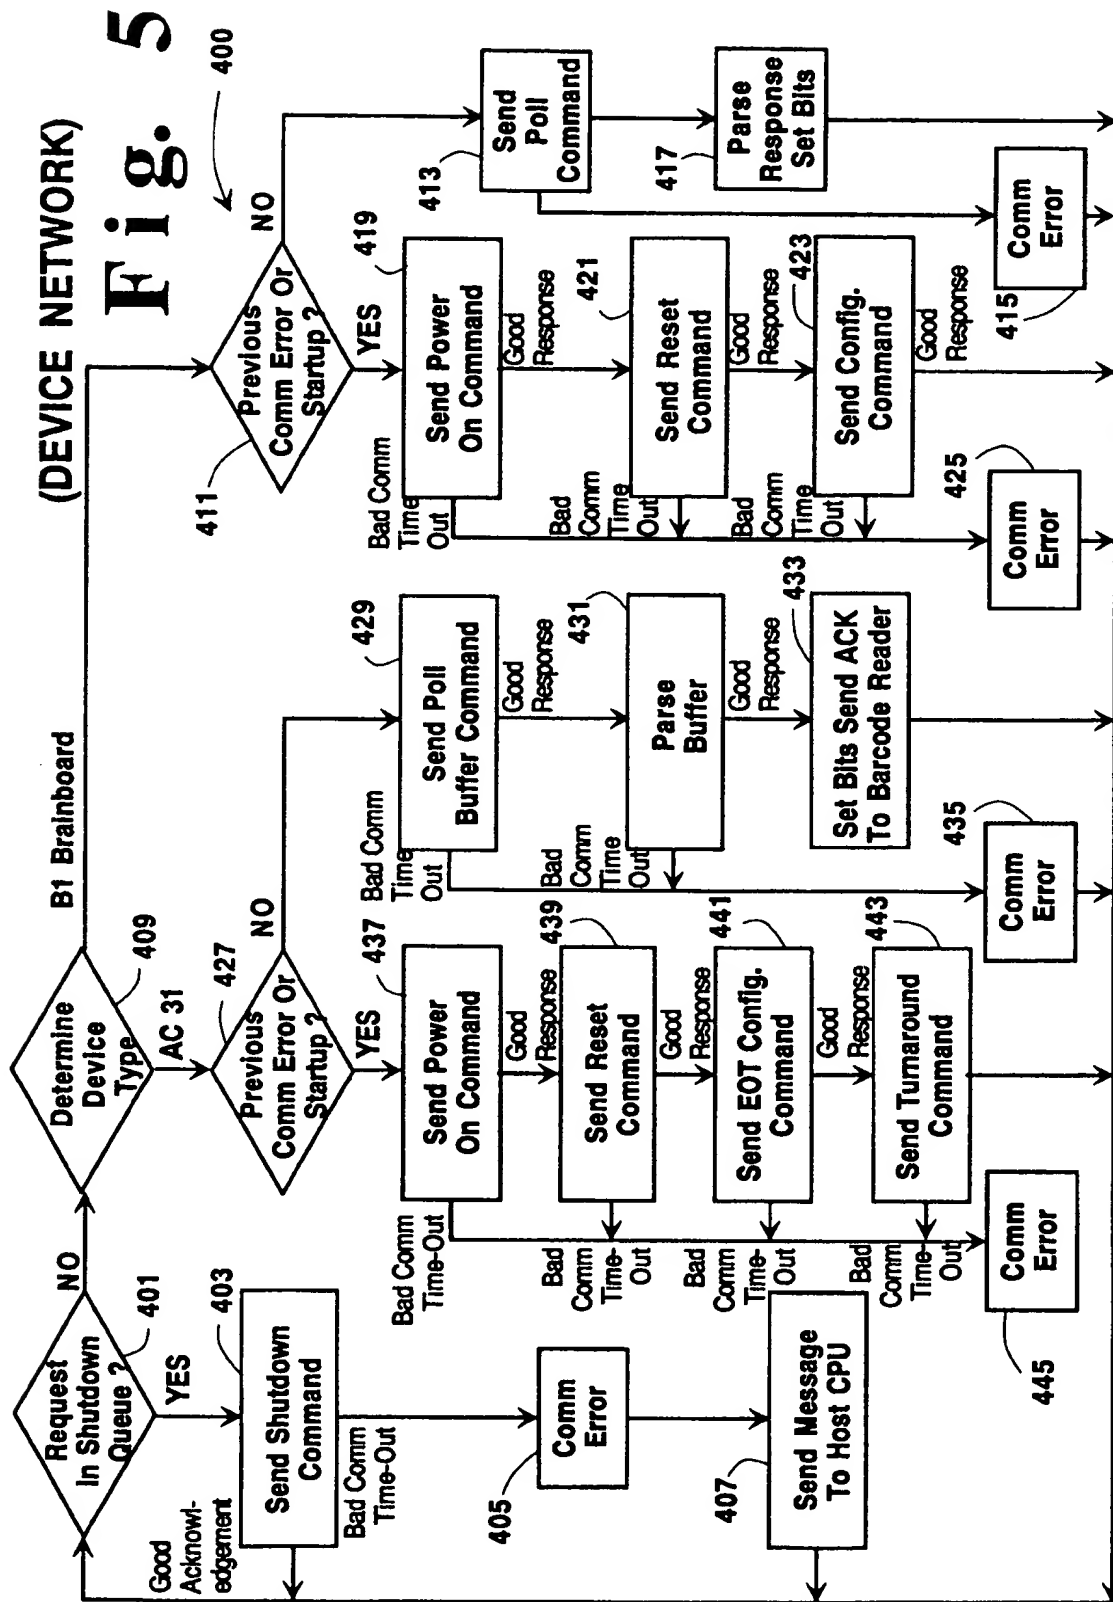 (DEVICE NETWORK)
Fig. 5
400
Request
In Shutdown
Queue ?
401
NO
YES
403
Send Shutdown
Command
Good
Acknowl-
edgement
Bad Comm
Time-Out
405
Comm
Error
407
Send Message
To Host CPU
Determine
Device
Type
409
B1 Brainboard
AC 31
427
Previous
Comm Error Or
Startup ?
NO
YES
437
Send Power
On Command
Bad Comm
Time-Out
Good
Response
439
Send Reset
Command
Bad
Comm
Time-
Out
Good
Response
441
Send EOT Config.
Command
Bad
Comm
Time-
Out
Good
Response
443
Send Turnaround
Command
Bad
Comm
Time-
Out
Comm
Error
445
429
Send Poll
Buffer Command
Bad Comm
Time
Out
Good
Response
431
Parse
Buffer
Bad
Comm
Time
Out
Good
Response
433
Set Bits Send ACK
To Barcode Reader
435
Comm
Error
411
Previous
Comm Error Or
Startup ?
NO
YES
419
Send Power
On Command
Bad Comm
Time
Out
Good
Response
421
Send Reset
Command
Bad
Comm
Time
Out
Good
Response
423
Send Config.
Command
Bad
Comm
Time
Out
Good
Response
425
Comm
Error
413
Send
Poll
Command
417
Parse
Response
Set Bits
Comm
Error
415